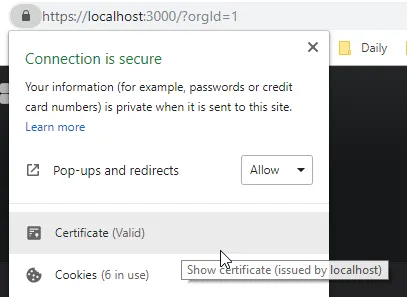 https://localhost:3000/?orgId=1
Daily
Connection is secure
Your information (for example, passwords or credit
card numbers) is private when it is sent to this site.
Learn more
Pop-ups and redirects
Allow
Certificate (Valid)
Show certificate (issued by localhost)
Cookies (6 in use)